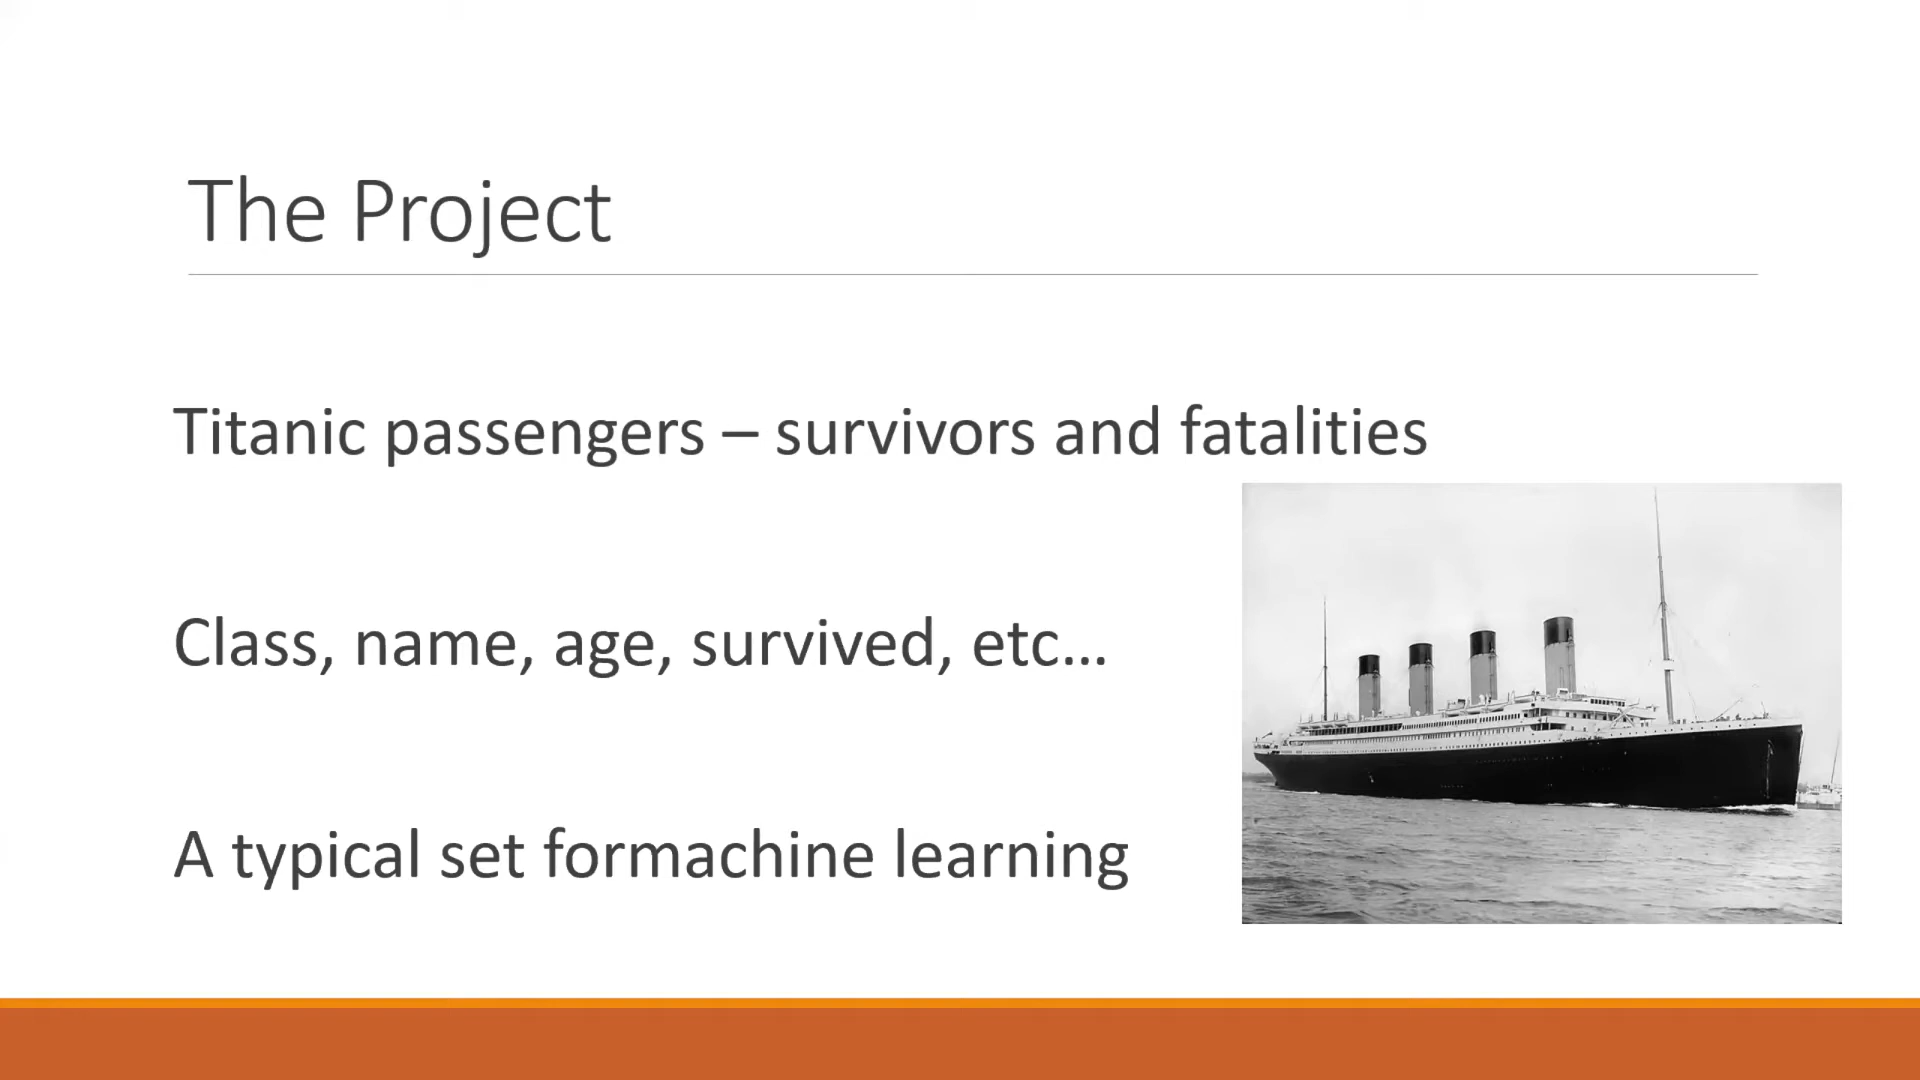 The Project
Titanic passengers – survivors and fatalities
Class, name, age, survived, etc…
A typical set formachine learning